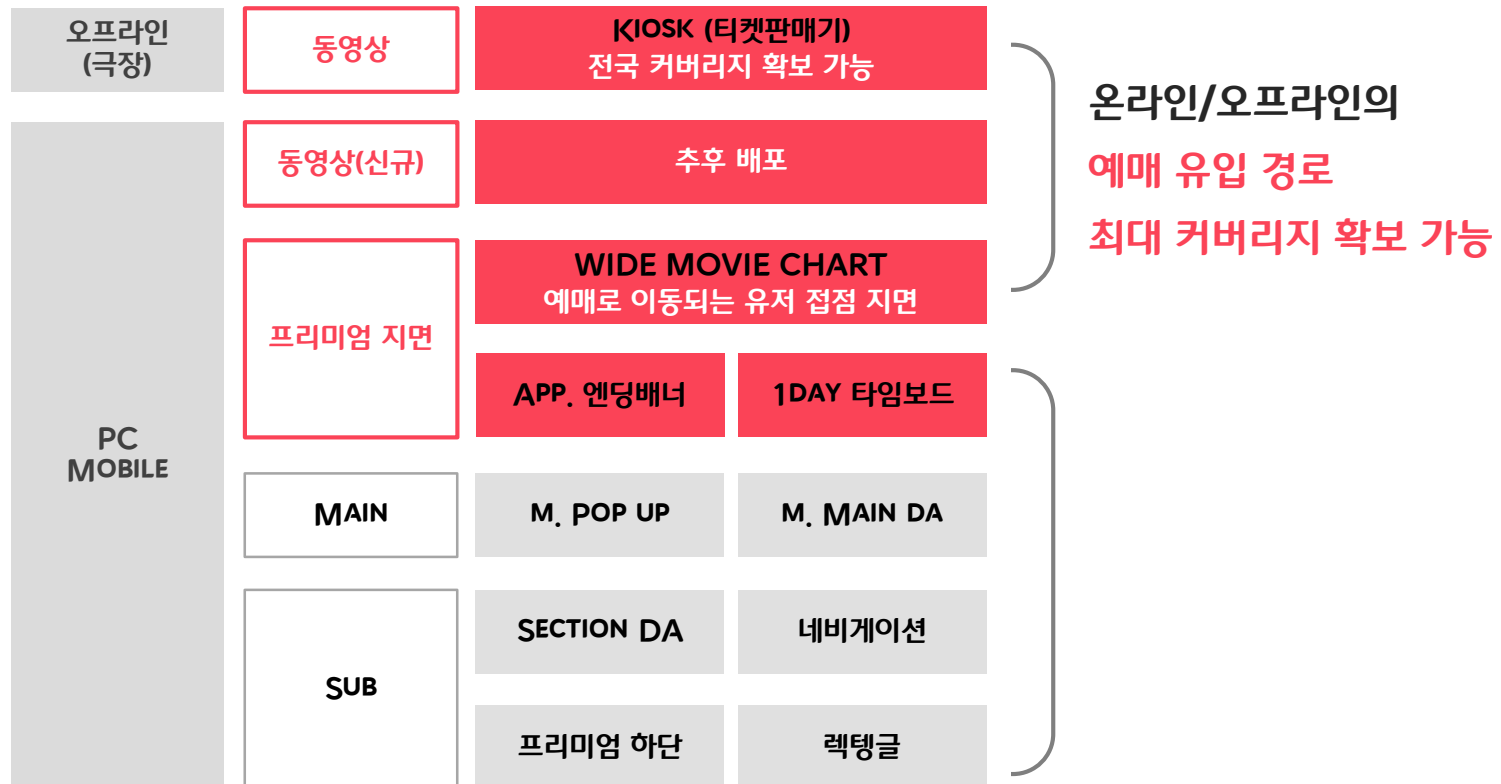 오프라인
(극장)
동영상
KIOSK (티켓판매기)
전국 커버리지 확보 가능
온라인/오프라인의
예매 유입 경로
최대 커버리지 확보 가능
PC
MOBILE
동영상(신규)
추후 배포
프리미엄 지면
WIDE MOVIE CHART
예매로 이동되는 유저 접점 지면
APP. 엔딩배너
1DAY 타임보드
MAIN
M. POP UP
M. MAIN DA
SUB
SECTION DA
네비게이션
프리미엄 하단
렉텡글